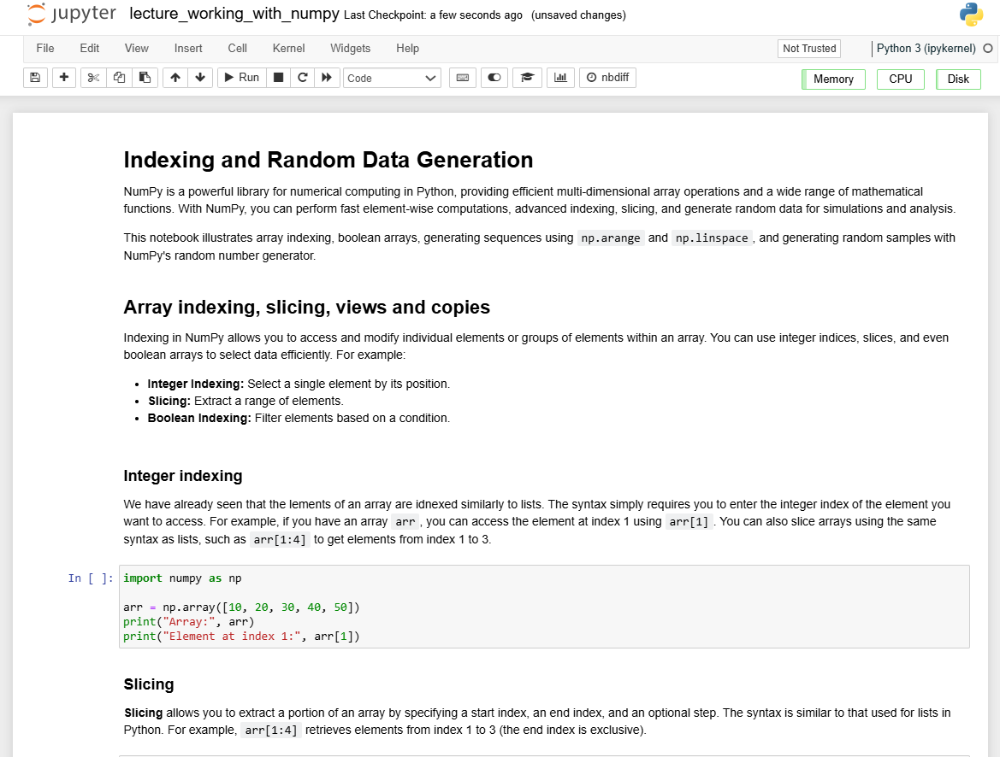 jupyter lecture_working_with_numpy Last Checkpoint: a few seconds ago (unsaved changes)
File Edit View Insert Cell Kernel Widgets Help Not Trusted Python 3 (ipykernel)
Run Code nbdiff Memory CPU Disk
Indexing and Random Data Generation
NumPy is a powerful library for numerical computing in Python, providing efficient multi-dimensional array operations and a wide range of mathematical
functions. With NumPy, you can perform fast element-wise computations, advanced indexing, slicing, and generate random data for simulations and analysis.
This notebook illustrates array indexing, boolean arrays, generating sequences using np.arange and np.linspace , and generating random samples with
NumPy's random number generator.
Array indexing, slicing, views and copies
Indexing in NumPy allows you to access and modify individual elements or groups of elements within an array. You can use integer indices, slices, and even
boolean arrays to select data efficiently. For example:
• Integer Indexing: Select a single element by its position.
• Slicing: Extract a range of elements.
• Boolean Indexing: Filter elements based on a condition.
Integer indexing
We have already seen that the lements of an array are idnexed similarly to lists. The syntax simply requires you to enter the integer index of the element you
want to access. For example, if you have an array arr , you can access the element at index 1 using arr[1] . You can also slice arrays using the same
syntax as lists, such as arr[1:4] to get elements from index 1 to 3.
In [ ]: import numpy as np
arr = np.array([10, 20, 30, 40, 50])
print("Array:", arr)
print("Element at index 1:", arr[1])
Slicing
Slicing allows you to extract a portion of an array by specifying a start index, an end index, and an optional step. The syntax is similar to that used for lists in
Python. For example, arr[1:4] retrieves elements from index 1 to 3 (the end index is exclusive).